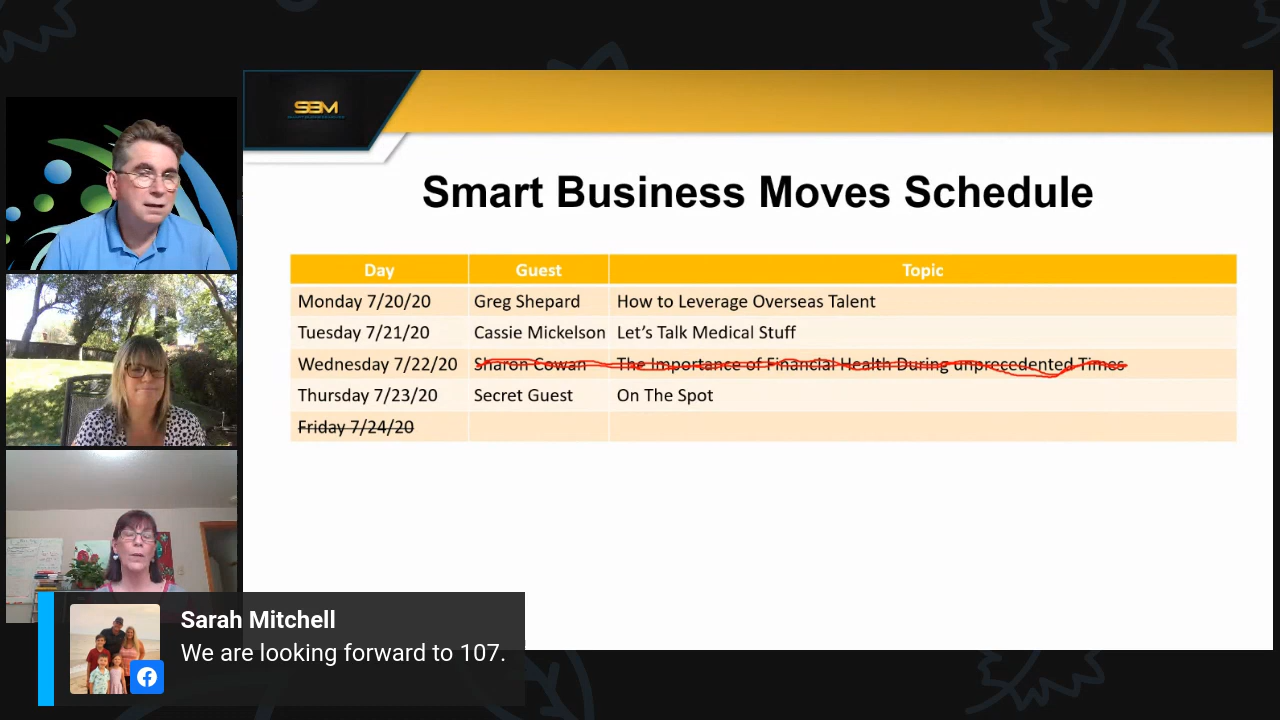 SBM
Smart Business Moves Schedule
Day Guest Topic
Monday 7/20/20 Greg Shepard How to Leverage Overseas Talent
Tuesday 7/21/20 Cassie Mickelson Let's Talk Medical Stuff
Wednesday 7/22/20 Sharon Cowan The Importance of Financial Health During unprecedented Times
Thursday 7/23/20 Secret Guest On The Spot
Friday 7/24/20
Sarah Mitchell
We are looking forward to 107.